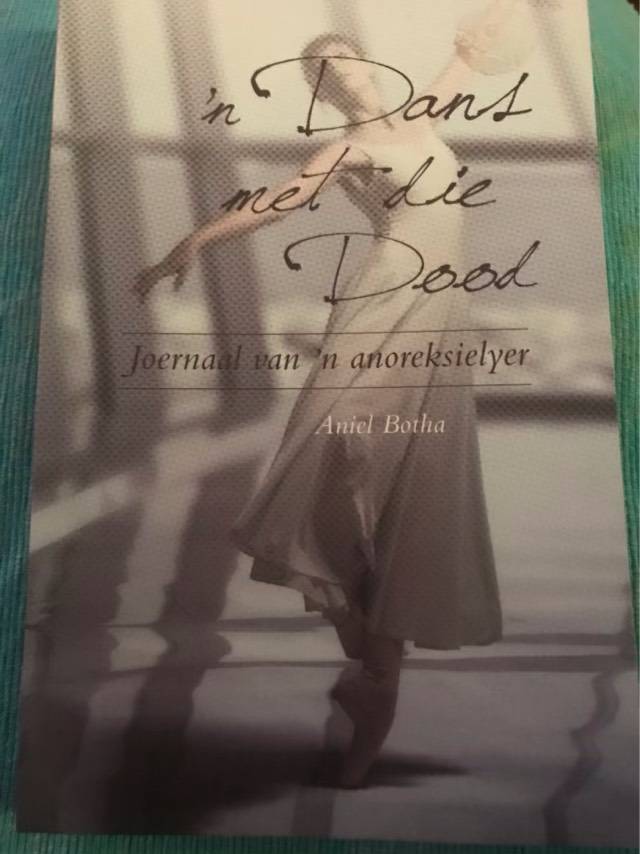 'n Dans
met die
Dood
Joernaal van 'n anoreksielyer
Aniel Botha